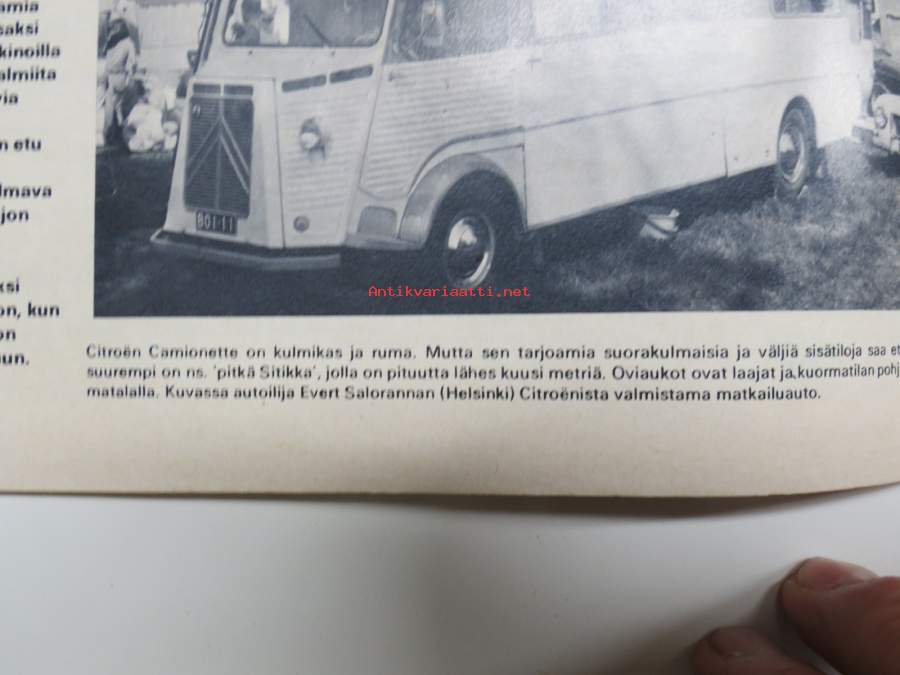 amia
saksi
kinoilla
almiita
via
n etu
lmava
jon
ksi
on, kun
on
uun.
801-11
Antikvariaatti.net
Citroën Camionette on kulmikas ja ruma. Mutta sen tarjoamia suorakulmaisia ja väljiä sisätiloja saa et
suurempi on ns. 'pitkä Sitikka', jolla on pituutta lähes kuusi metriä. Oviaukot ovat laajat ja kuormatilan pohj
matalalla. Kuvassa autoilija Evert Salorannan (Helsinki) Citroënista valmistama matkailuauto.